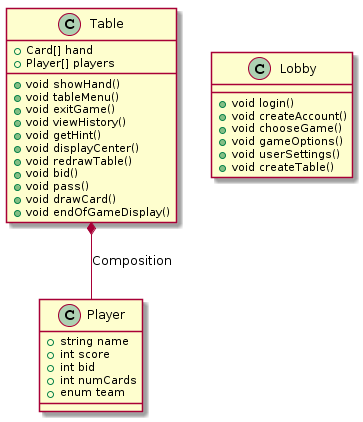 C Table
Card[] hand
Player[] players
void showHand()
void tableMenu()
void exitGame()
void viewHistory()
void getHint()
void displayCenter()
void redrawTable()
void bid()
void pass()
void drawCard()
void endOfGameDisplay()
C Lobby
void login()
void createAccount()
void chooseGame()
void gameOptions()
void userSettings()
void createTable()
Composition
C Player
string name
int score
int bid
int numCards
enum team